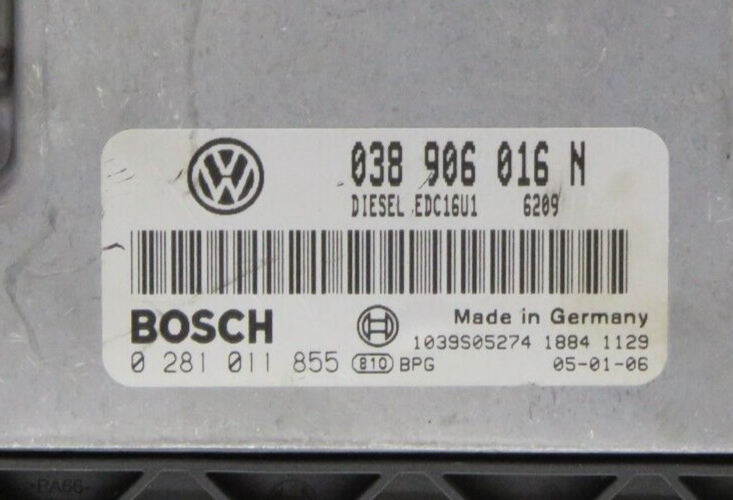 038 906 016 N
DIESEL EDC16U1 6209
BOSCH
Made in Germany
1039S05274 1884 1129
0 281 011 855 810 BPG
05-01-06
>PA66-